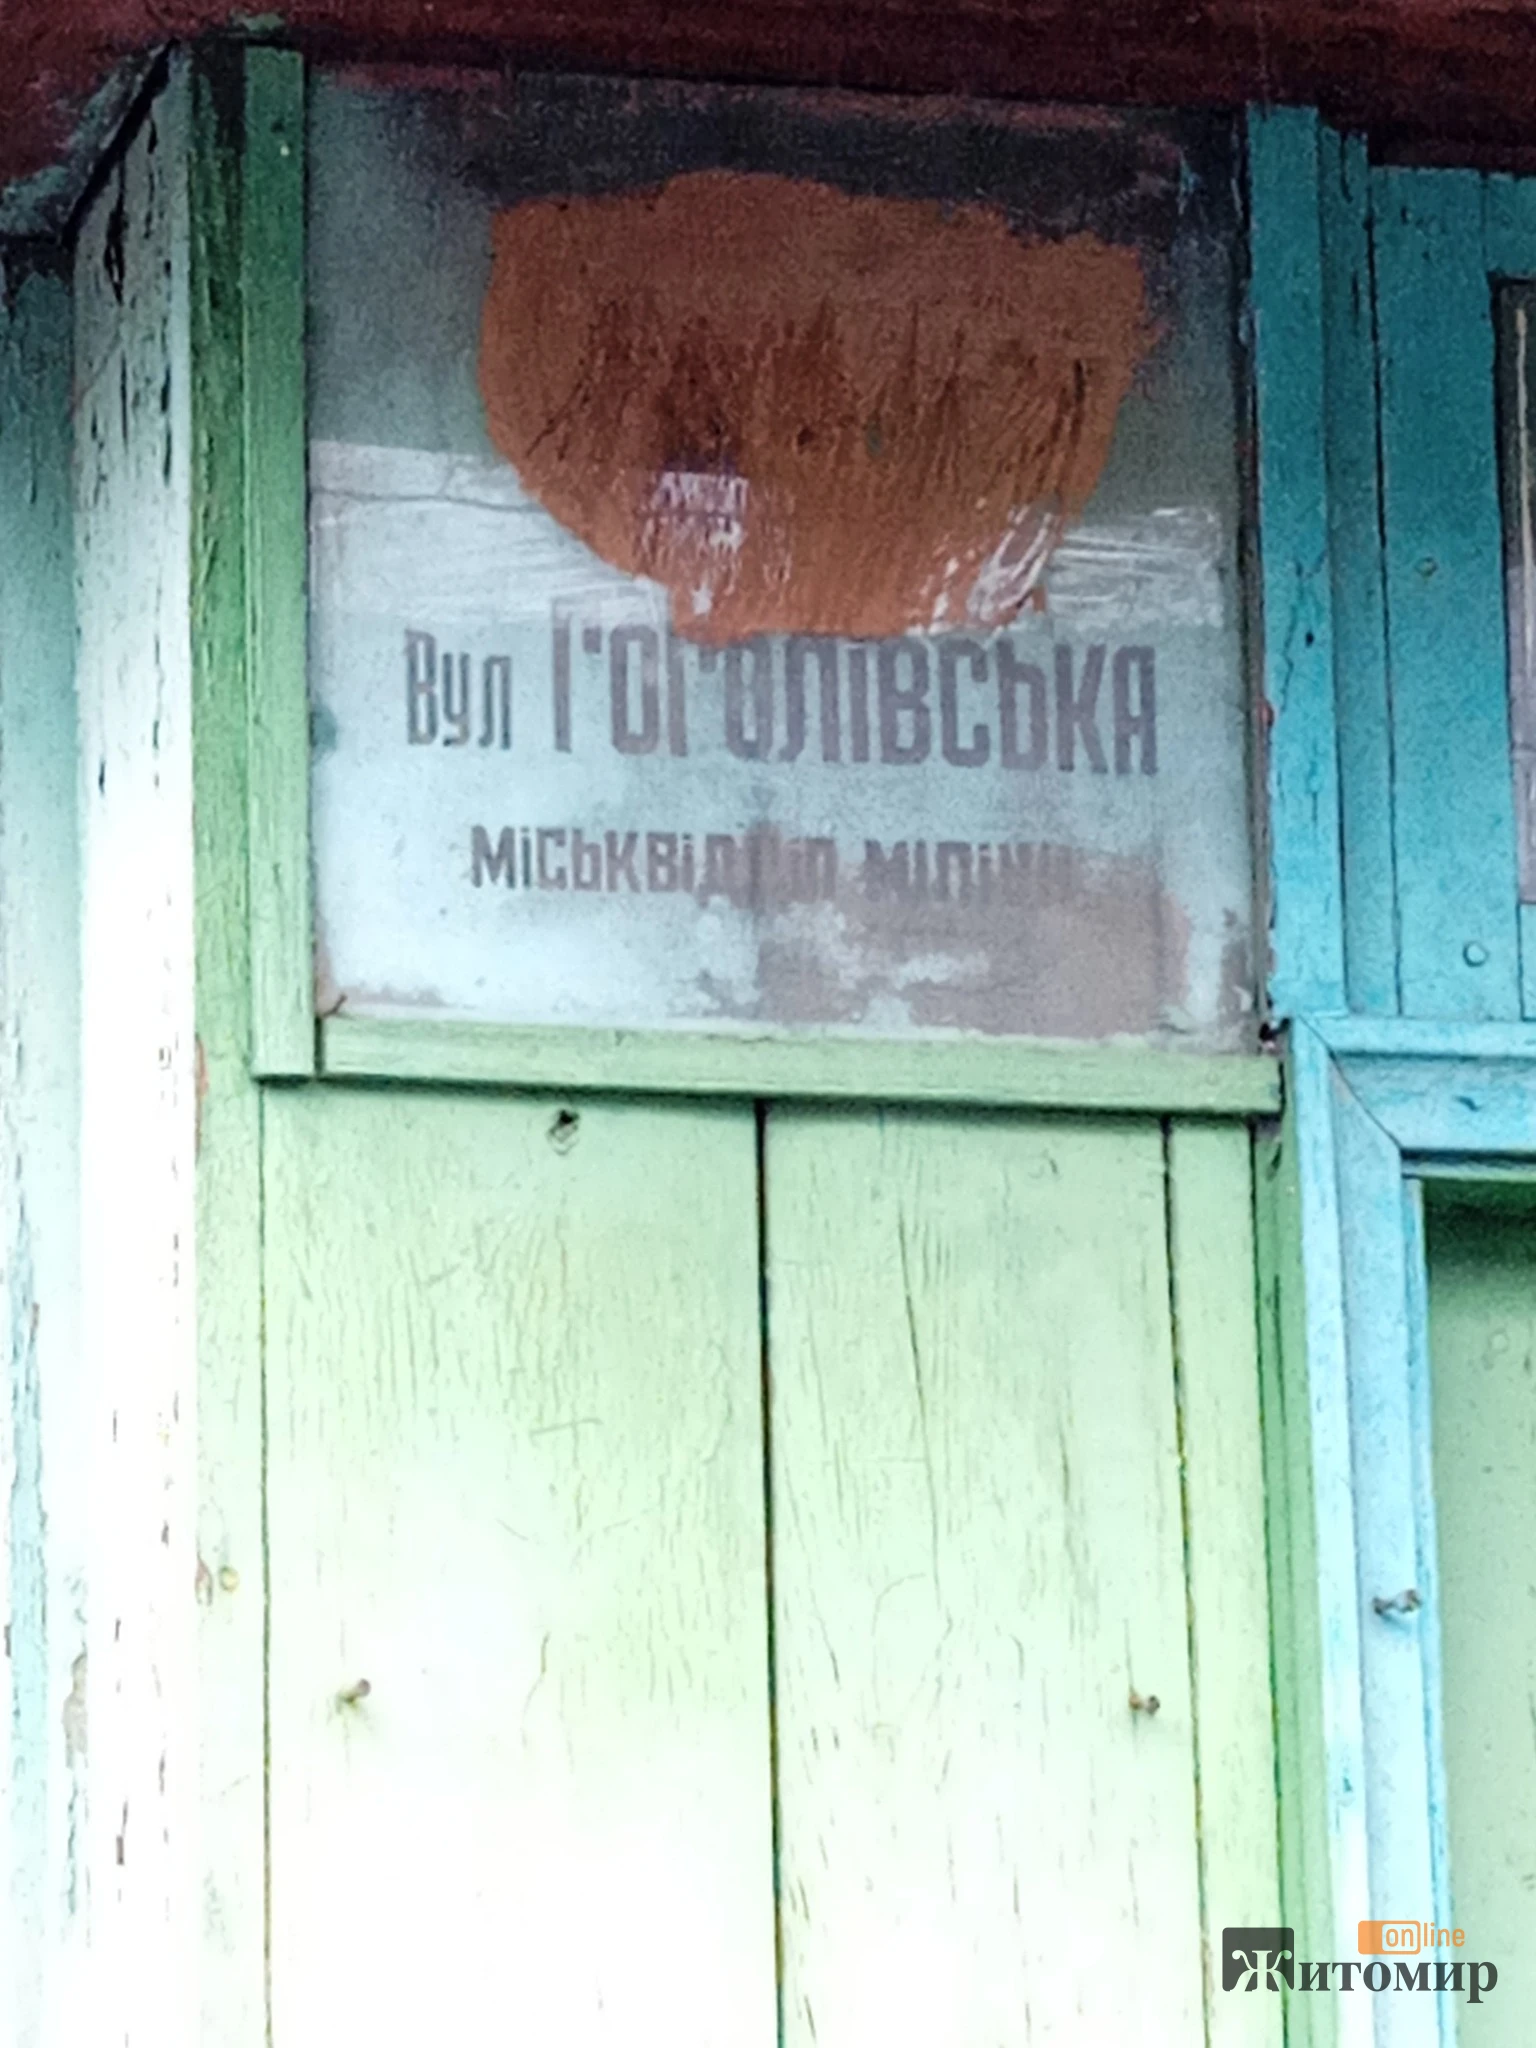 Вул Гоголівська
міськвідділ міліції
online
Житомир